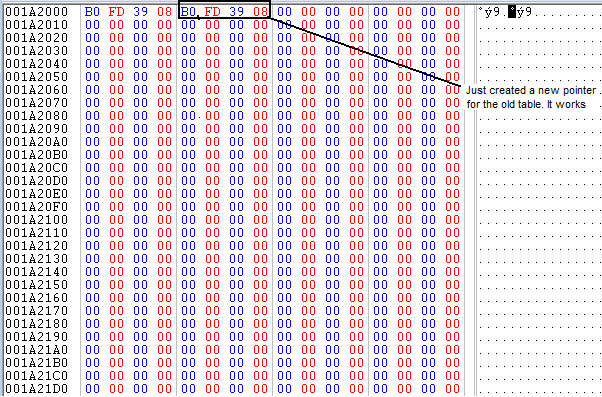 001A2000 B0 FD 39 08 B0 FD 39 08 00 00 00 00 00 00 00 00 °ý9.°ý9.........
001A2010 00 00 00 00 00 00 00 00 00 00 00 00 00 00 00 00 ................
001A2020 00 00 00 00 00 00 00 00 00 00 00 00 00 00 00 00 ................
001A2030 00 00 00 00 00 00 00 00 00 00 00 00 00 00 00 00 ................
001A2040 00 00 00 00 00 00 00 00 00 00 00 00 00 00 00 00 ................
001A2050 00 00 00 00 00 00 00 00 00 00 00 00 00 00 00 00 ................
001A2060 00 00 00 00 00 00 00 00 00 00 00 00 00 00 00 00
Just created a new pointer
001A2070 00 00 00 00 00 00 00 00 00 00 00 00 00 00 00 00
for the old table. It works
001A2080 00 00 00 00 00 00 00 00 00 00 00 00 00 00 00 00 ................
001A2090 00 00 00 00 00 00 00 00 00 00 00 00 00 00 00 00 ................
001A20A0 00 00 00 00 00 00 00 00 00 00 00 00 00 00 00 00 ................
001A20B0 00 00 00 00 00 00 00 00 00 00 00 00 00 00 00 00 ................
001A20C0 00 00 00 00 00 00 00 00 00 00 00 00 00 00 00 00 ................
001A20D0 00 00 00 00 00 00 00 00 00 00 00 00 00 00 00 00 ................
001A20E0 00 00 00 00 00 00 00 00 00 00 00 00 00 00 00 00 ................
001A20F0 00 00 00 00 00 00 00 00 00 00 00 00 00 00 00 00 ................
001A2100 00 00 00 00 00 00 00 00 00 00 00 00 00 00 00 00 ................
001A2110 00 00 00 00 00 00 00 00 00 00 00 00 00 00 00 00 ................
001A2120 00 00 00 00 00 00 00 00 00 00 00 00 00 00 00 00 ................
001A2130 00 00 00 00 00 00 00 00 00 00 00 00 00 00 00 00 ................
001A2140 00 00 00 00 00 00 00 00 00 00 00 00 00 00 00 00 ................
001A2150 00 00 00 00 00 00 00 00 00 00 00 00 00 00 00 00 ................
001A2160 00 00 00 00 00 00 00 00 00 00 00 00 00 00 00 00 ................
001A2170 00 00 00 00 00 00 00 00 00 00 00 00 00 00 00 00 ................
001A2180 00 00 00 00 00 00 00 00 00 00 00 00 00 00 00 00 ................
001A2190 00 00 00 00 00 00 00 00 00 00 00 00 00 00 00 00 ................
001A21A0 00 00 00 00 00 00 00 00 00 00 00 00 00 00 00 00 ................
001A21B0 00 00 00 00 00 00 00 00 00 00 00 00 00 00 00 00 ................
001A21C0 00 00 00 00 00 00 00 00 00 00 00 00 00 00 00 00 ................
001A21D0 00 00 00 00 00 00 00 00 00 00 00 00 00 00 00 00 ................